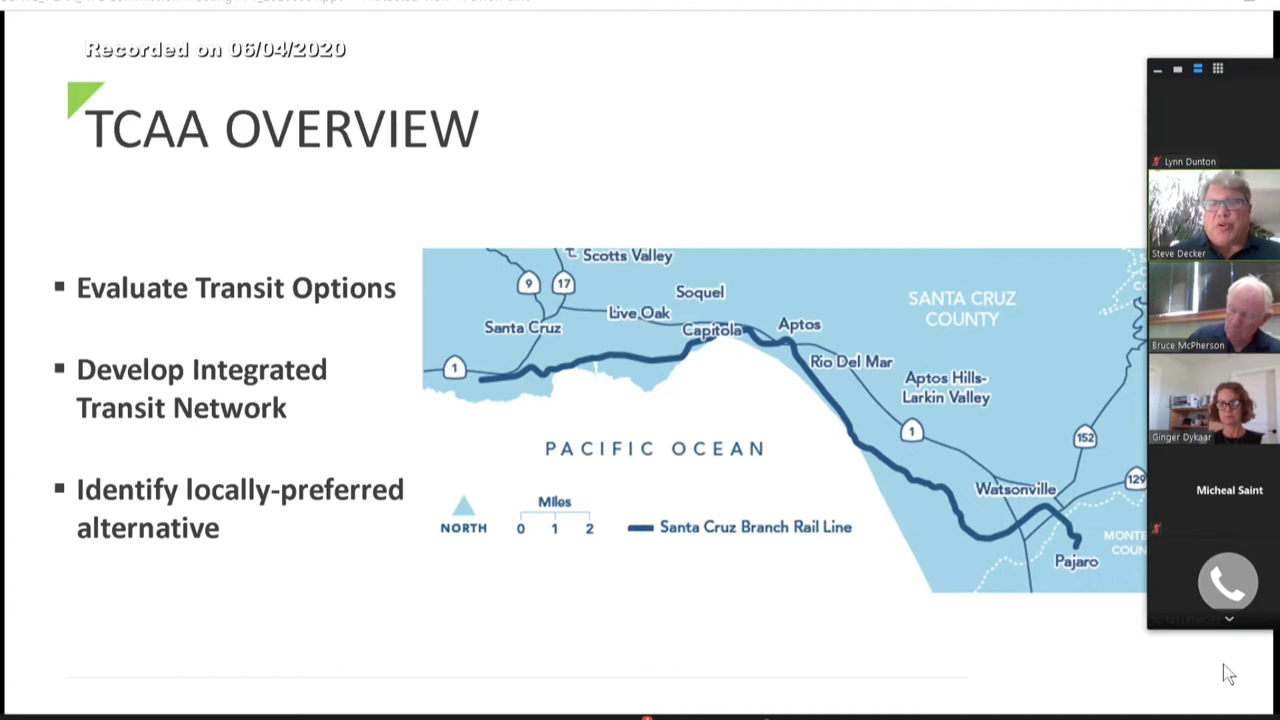 Recorded on 06/04/2020
TCAA OVERVIEW
▪ Evaluate Transit Options
▪ Develop Integrated
Transit Network
▪ Identify locally-preferred
alternative
Scotts Valley
9
17
Soquel
SANTA CRUZ
COUNTY
Live Oak
Santa Cruz
Capitola
Aptos
1
Rio Del Mar
Aptos Hills-
Larkin Valley
1
152
PACIFIC OCEAN
Watsonville
129
Miles
NORTH
0 1 2
Santa Cruz Branch Rail Line
MONTE
COUN
Pajaro
Lynn Dunton
Steve Decker
Bruce McPherson
Ginger Dykaar
Micheal Saint